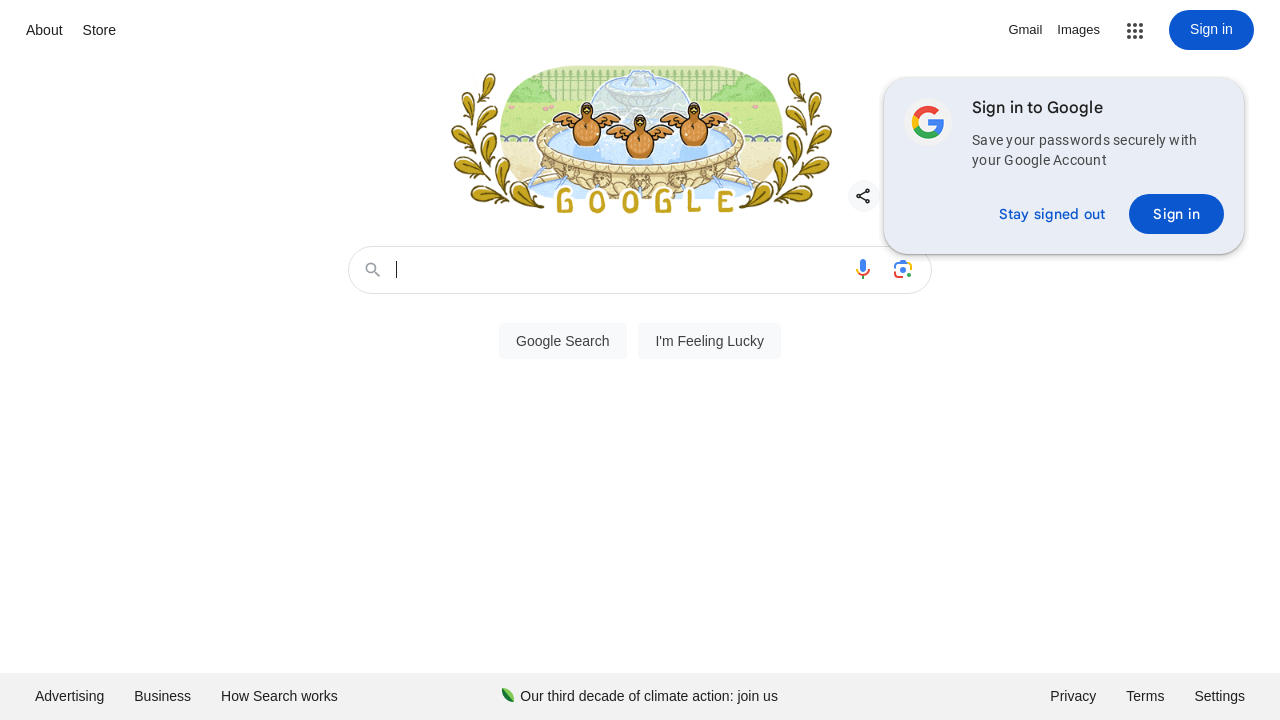 About
Store
Gmail
Images
Sign in
GOOGLE
Sign in to Google
Save your passwords securely with
your Google Account
Stay signed out
Sign in
Google Search
I'm Feeling Lucky
Advertising
Business
How Search works
Our third decade of climate action: join us
Privacy
Terms
Settings